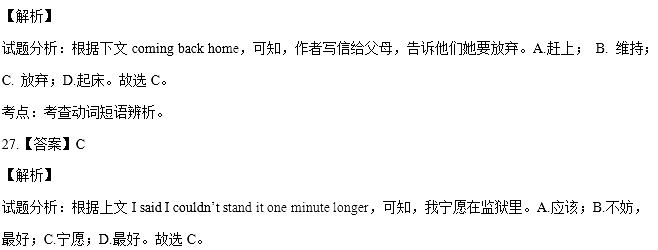 【解析】
试题分析：根据下文 coming back home，可知，作者写信给父母，告诉他们她要放弃。A.赶上； B. 维持；
C. 放弃；D.起床。故选 C。
考点：考查动词短语辨析。
27.【答案】C
【解析】
试题分析：根据上文 I said I couldn’t stand it one minute longer，可知，我宁愿在监狱里。A.应该；B.不妨，
最好；C.宁愿；D.最好。故选 C。